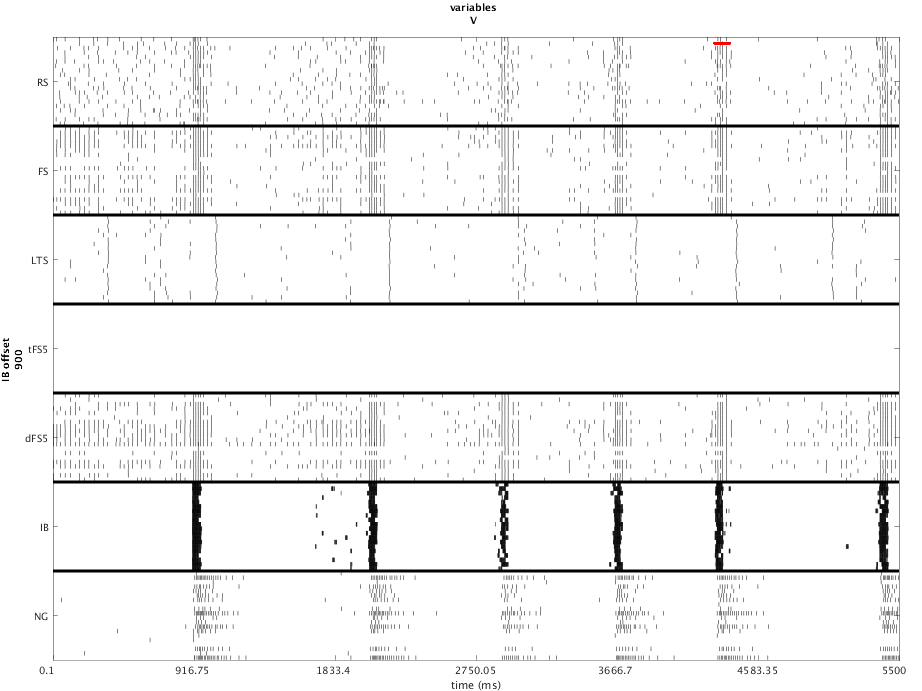 variables
V
RS
FS
LTS
tFS5
dFS5
IB
NG
IB offset
900
0.1 916.75 1833.4 2750.05 3666.7 4583.35 5500
time (ms)